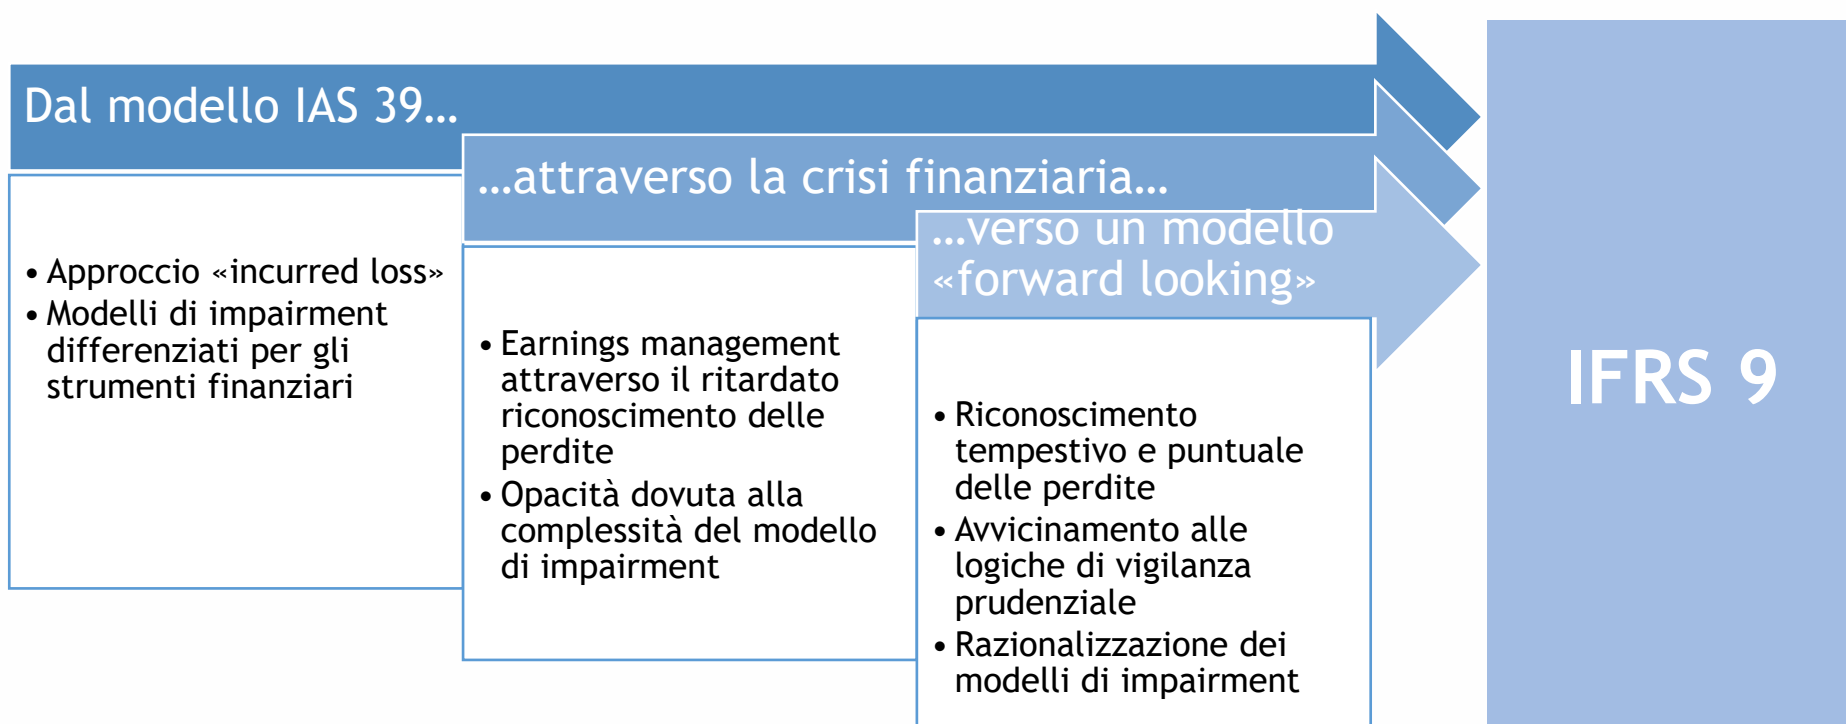 Dal modello IAS 39…
• Approccio «incurred loss»
• Modelli di impairment
differenziati per gli
strumenti finanziari
…attraverso la crisi finanziaria…
• Earnings management
attraverso il ritardato
riconoscimento delle
perdite
• Opacità dovuta alla
complessità del modello
di impairment
…verso un modello
«forward looking»
• Riconoscimento
tempestivo e puntuale
delle perdite
• Avvicinamento alle
logiche di vigilanza
prudenziale
• Razionalizzazione dei
modelli di impairment
IFRS 9